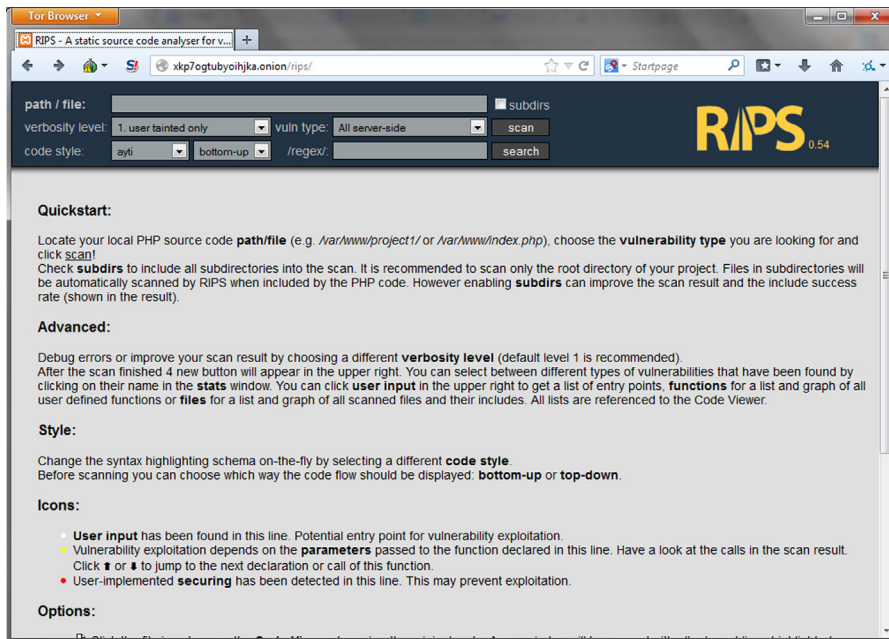 Tor Browser
RIPS - A static source code analyser for v...
xkp7ogtubyoihjka.onion/rips/
Startpage
path / file:
subdirs
verbosity level: 1. user tainted only vuln type: All server-side scan
code style: ayti bottom-up /regex/: search
RIPS 0.54
Quickstart:
Locate your local PHP source code path/file (e.g. /var/www/project1/ or /var/www/index.php), choose the vulnerability type you are looking for and
click scan!
Check subdirs to include all subdirectories into the scan. It is recommended to scan only the root directory of your project. Files in subdirectories will
be automatically scanned by RIPS when included by the PHP code. However enabling subdirs can improve the scan result and the include success
rate (shown in the result).
Advanced:
Debug errors or improve your scan result by choosing a different verbosity level (default level 1 is recommended).
After the scan finished 4 new button will appear in the upper right. You can select between different types of vulnerabilities that have been found by
clicking on their name in the stats window. You can click user input in the upper right to get a list of entry points, functions for a list and graph of all
user defined functions or files for a list and graph of all scanned files and their includes. All lists are referenced to the Code Viewer.
Style:
Change the syntax highlighting schema on-the-fly by selecting a different code style.
Before scanning you can choose which way the code flow should be displayed: bottom-up or top-down.
Icons:
User input has been found in this line. Potential entry point for vulnerability exploitation.
Vulnerability exploitation depends on the parameters passed to the function declared in this line. Have a look at the calls in the scan result.
Click ⬆ or ⬇ to jump to the next declaration or call of this function.
User-implemented securing has been detected in this line. This may prevent exploitation.
Options: